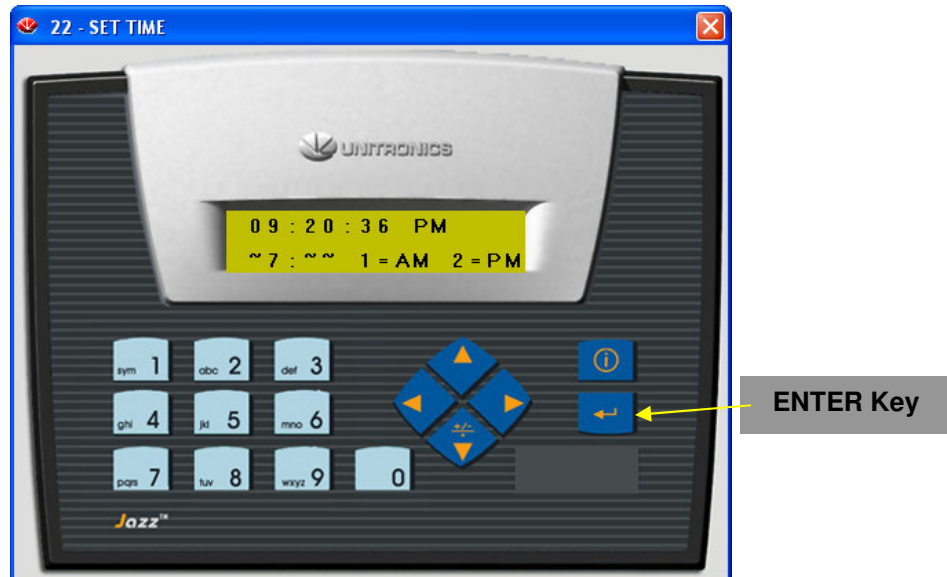 22 - SET TIME
UNITRONICS
09:20:36 PM
~7:~~ 1=AM 2=PM
sym 1 abc 2 def 3
ghi 4 jkl 5 mno 6
+/-
ENTER Key
pqrs 7 tuv 8 wxyz 9 0
Jazz™